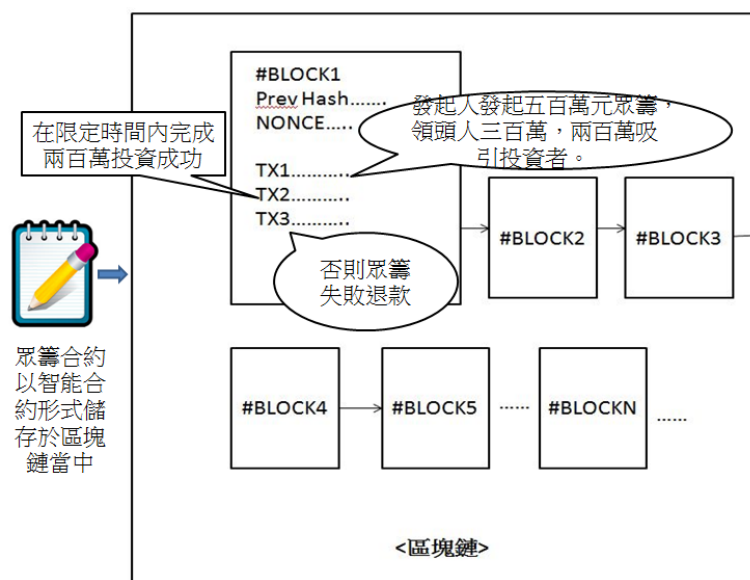 #BLOCK1
Prev Hash.......
NONCE.....
TX1...........
TX2...........
TX3...........
發起人發起五百萬元眾籌，
領頭人三百萬，兩百萬吸
引投資者。
在限定時間內完成
兩百萬投資成功
否則眾籌
失敗退款
#BLOCK2
#BLOCK3
眾籌合約
以智能合
約形式儲
存於區塊
鏈當中
#BLOCK4
#BLOCK5
......
#BLOCKN
......
<區塊鏈>